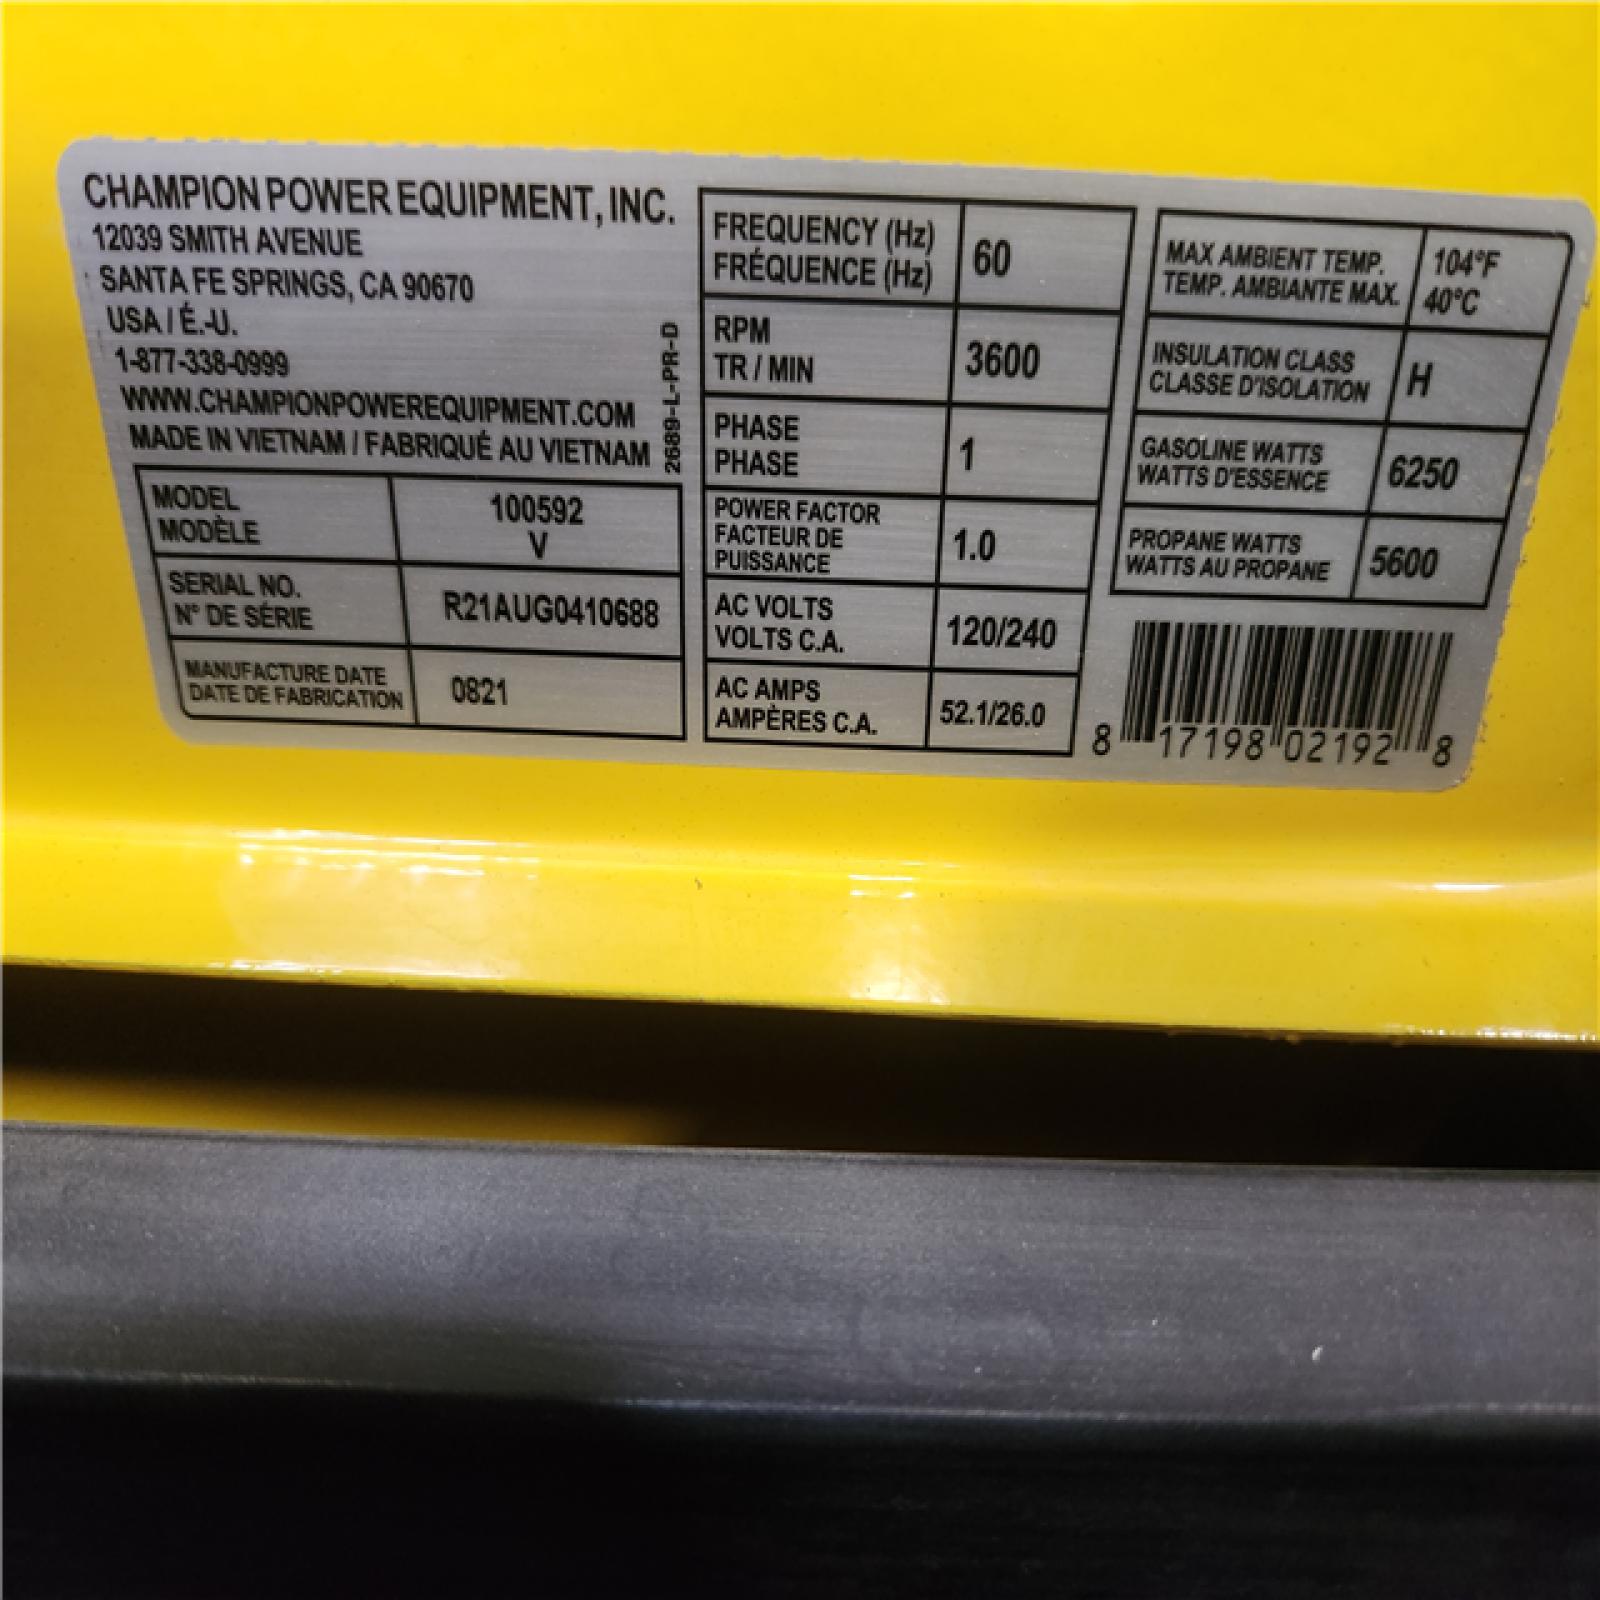 CHAMPION POWER EQUIPMENT, INC.
12039 SMITH AVENUE
SANTA FE SPRINGS, CA 90670
USA / É.-U.
1-877-338-0999
WWW.CHAMPIONPOWEREQUIPMENT.COM
MADE IN VIETNAM / FABRIQUÉ AU VIETNAM
2689-L-PR-D
MODEL 100592
MODÈLE V
SERIAL NO. R21AUG0410688
N° DE SÉRIE
MANUFACTURE DATE 0821
DATE DE FABRICATION
FREQUENCY (Hz) 60
FRÉQUENCE (Hz)
RPM 3600
TR / MIN
PHASE 1
PHASE
POWER FACTOR 1.0
FACTEUR DE
PUISSANCE
AC VOLTS 120/240
VOLTS C.A.
AC AMPS 52.1/26.0
AMPÈRES C.A.
MAX AMBIENT TEMP. 104°F
TEMP. AMBIANTE MAX. 40°C
INSULATION CLASS H
CLASSE D'ISOLATION
GASOLINE WATTS 6250
WATTS D'ESSENCE
PROPANE WATTS 5600
WATTS AU PROPANE
8 17198 02192 8